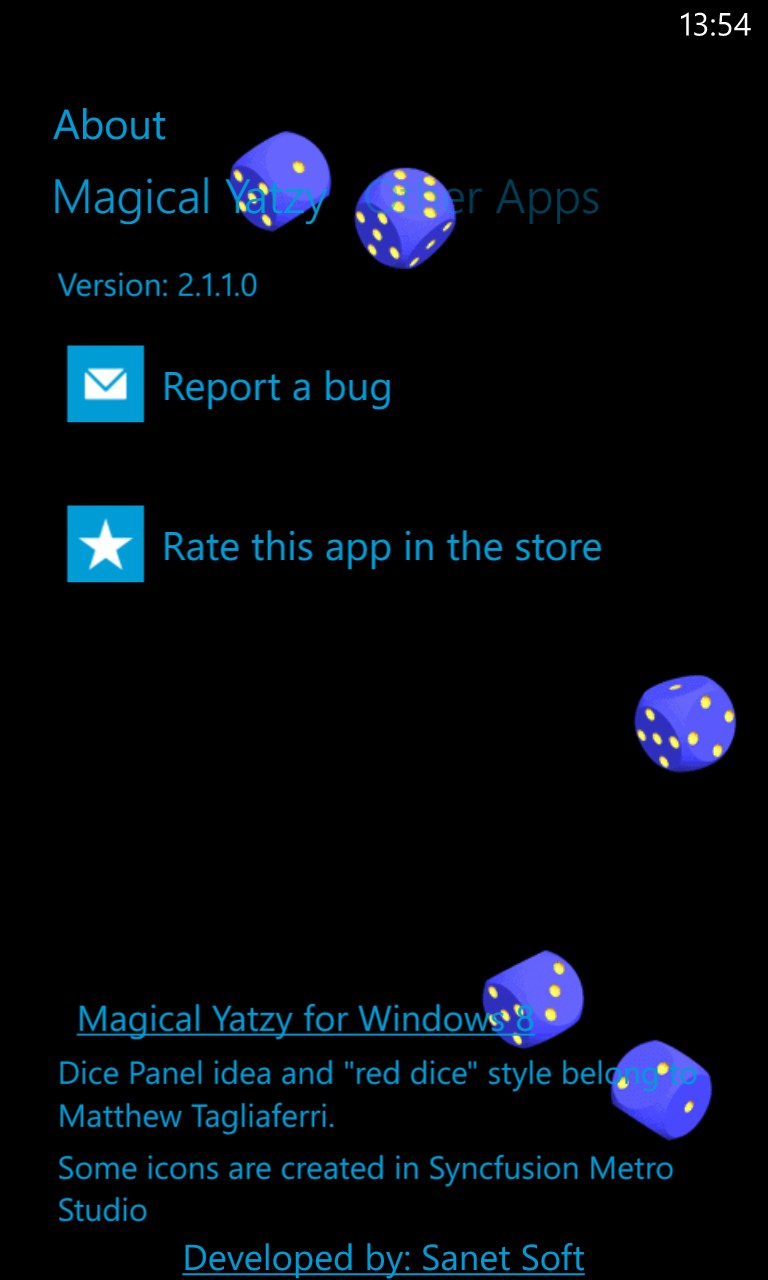 13:54
About
Magical Yatzy Other Apps
Version: 2.1.1.0
Report a bug
Rate this app in the store
Magical Yatzy for Windows 8
Dice Panel idea and "red dice" style belong to
Matthew Tagliaferri.
Some icons are created in Syncfusion Metro
Studio
Developed by: Sanet Soft